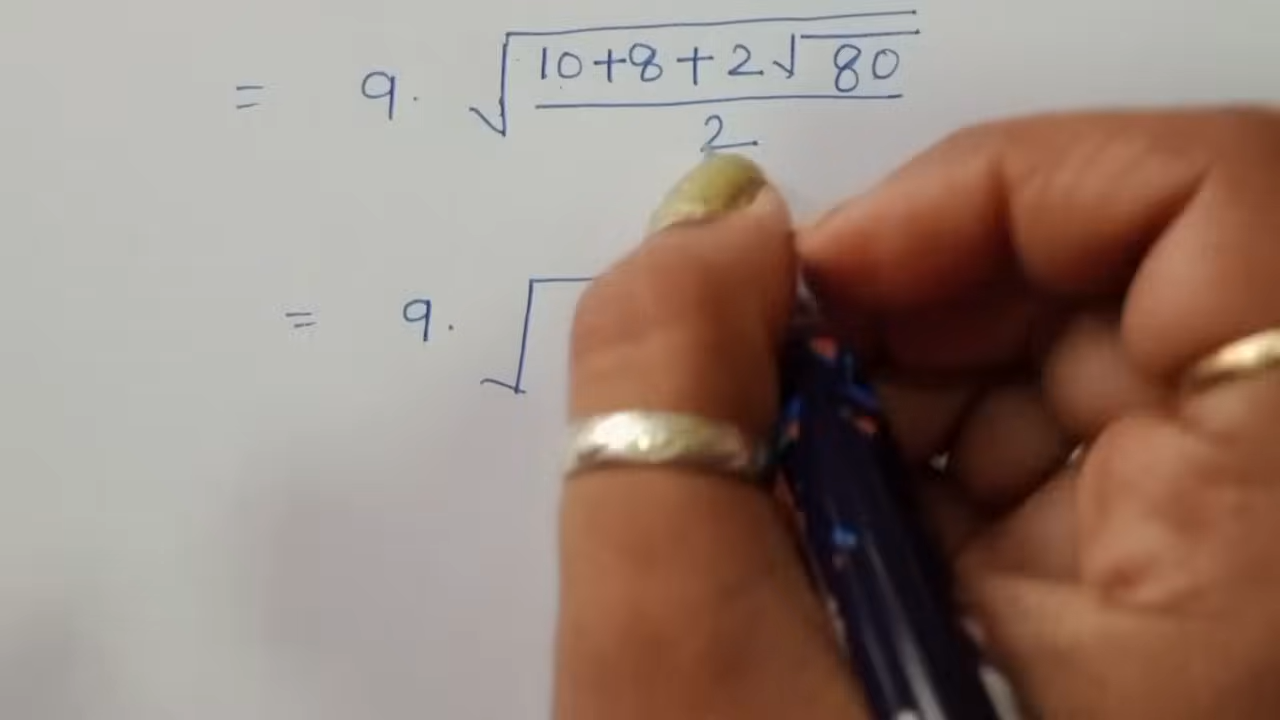 = 9. √(10+8+2√80)/2
= 9. √